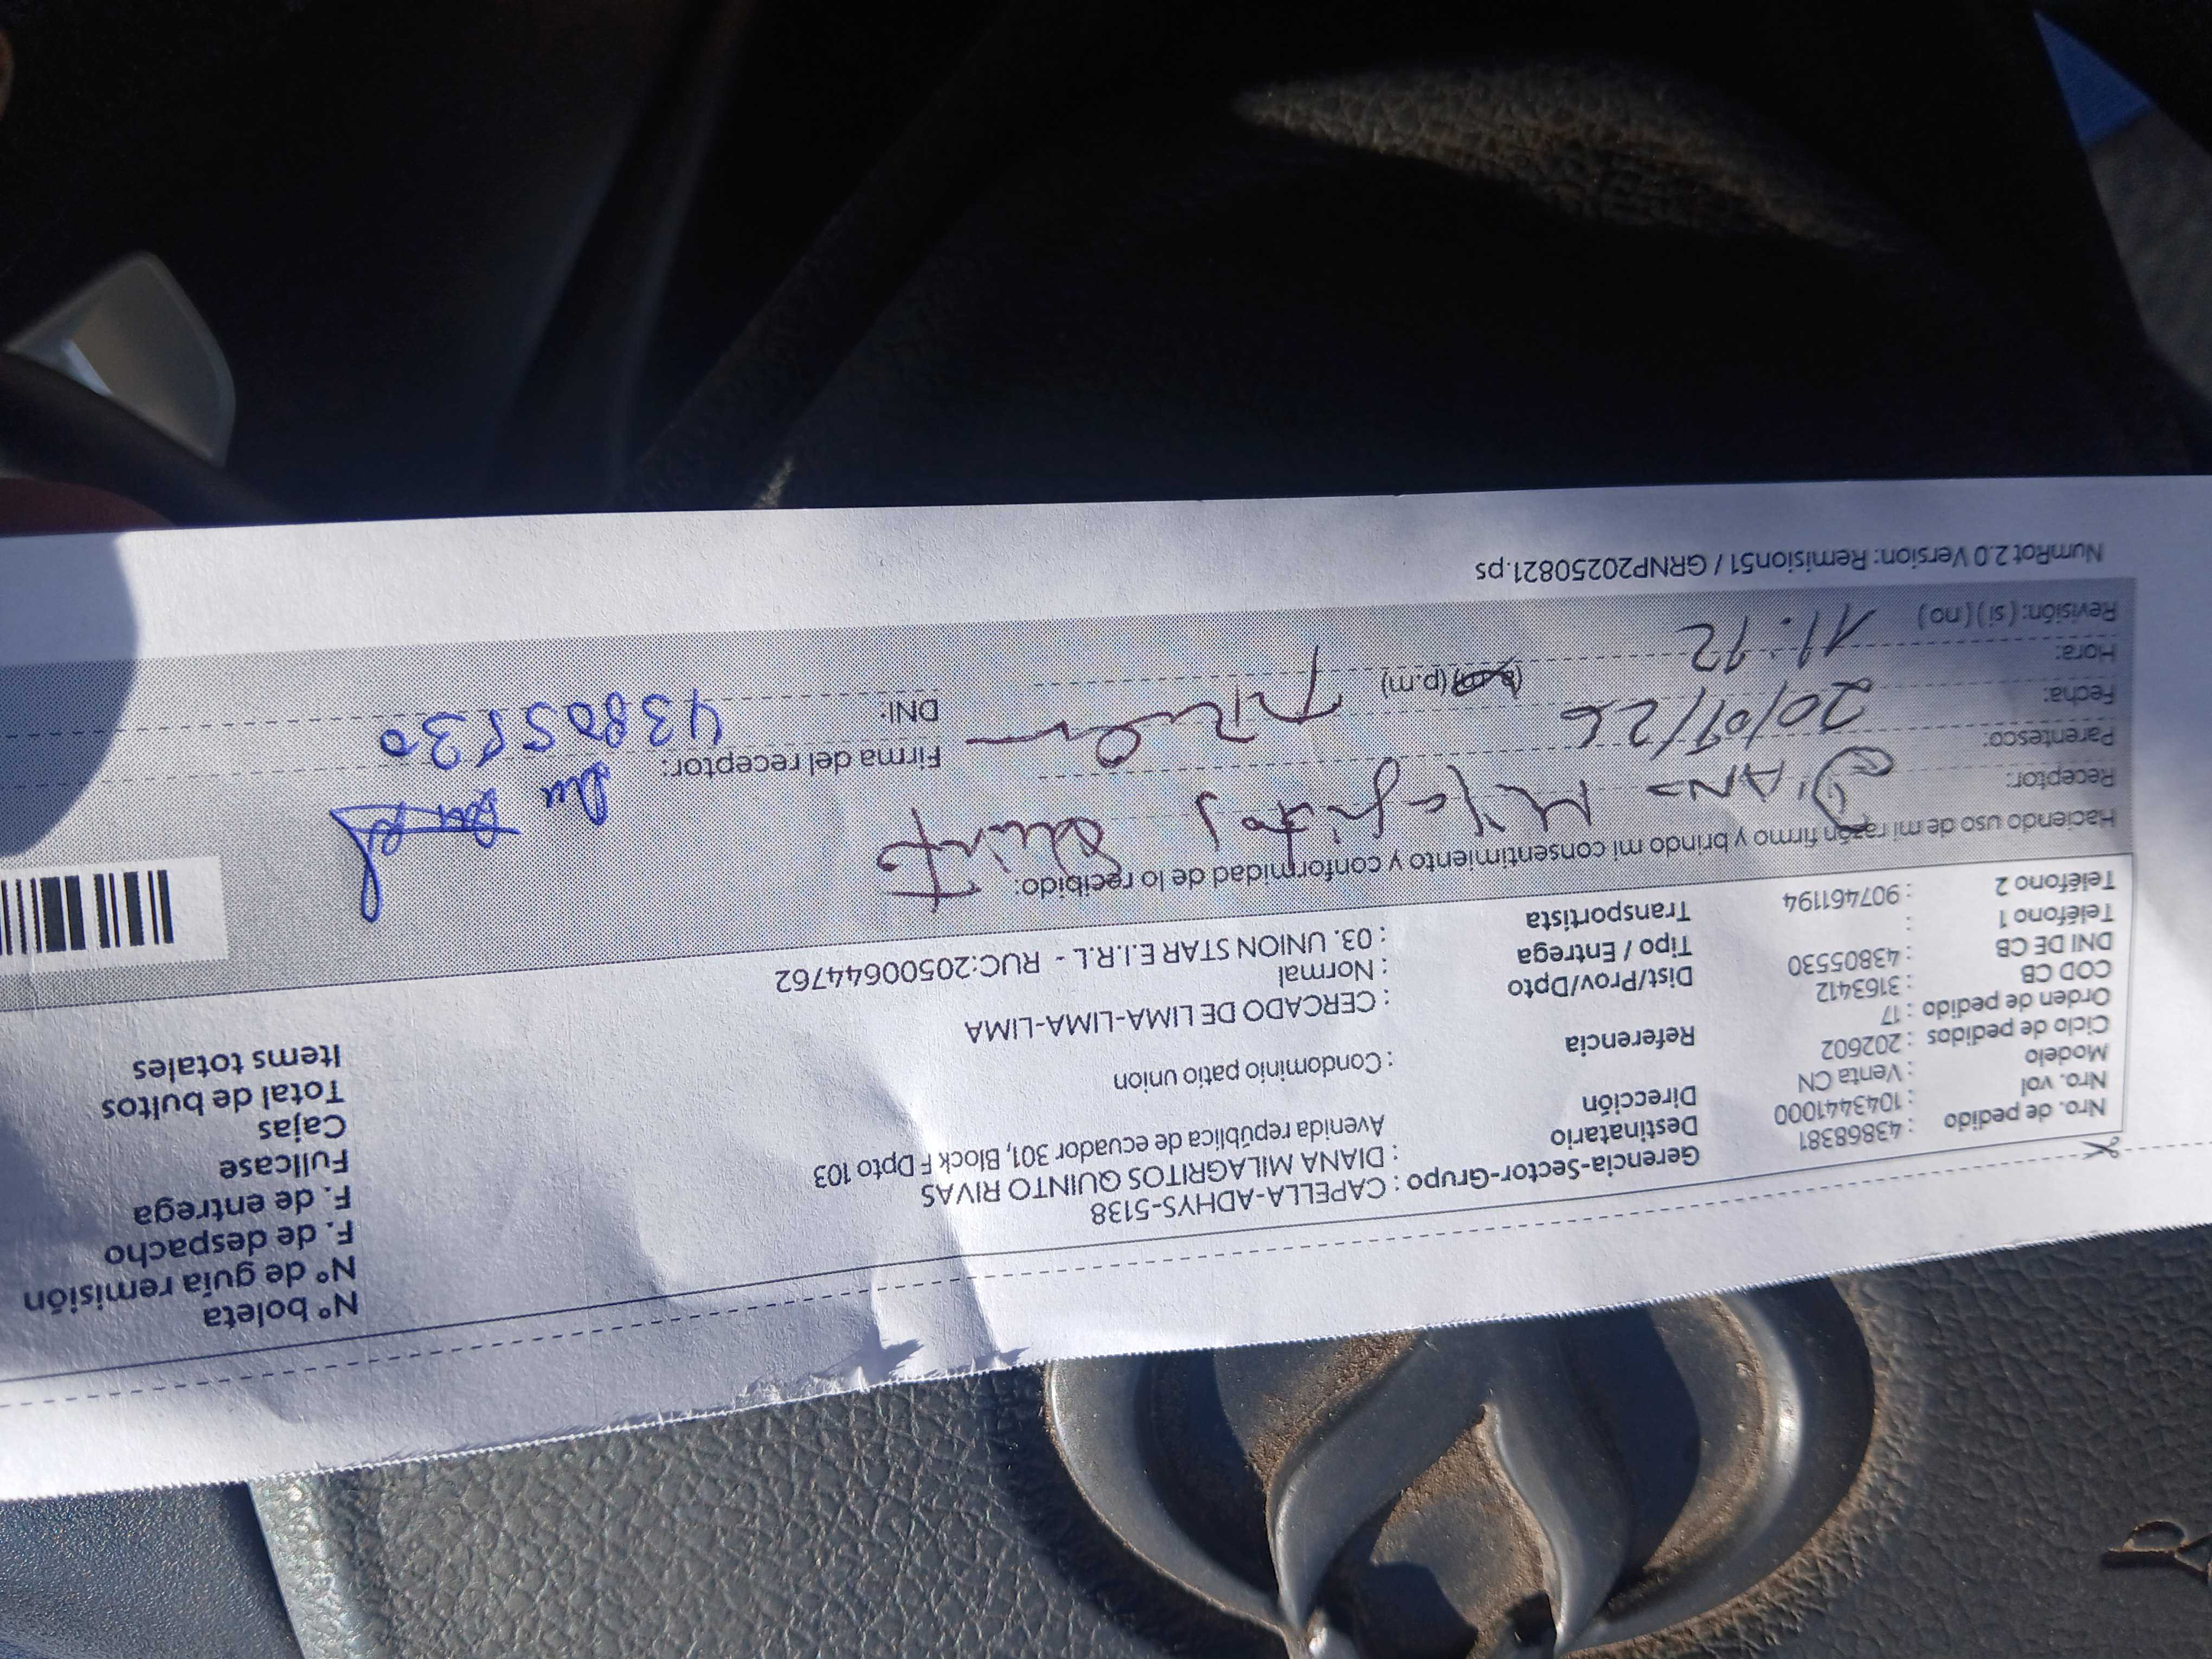 Nº boleta
Nº de guía remisión
F. de despacho
F. de entrega
Fullcase
Cajas
Total de bultos
Items totales
Gerencia-Sector-Grupo : CAPELLA-ADHYS-5138
Destinatario : DIANA MILAGRITOS QUINTO RIVAS
Dirección Avenida república de ecuador 301, Block F Dpto 103
Referencia : Condominio patio union
Dist/Prov/Dpto : CERCADO DE LIMA-LIMA-LIMA
Tipo / Entrega : Normal
Transportista : 03. UNION STAR E.I.R.L - RUC:20500644762
Nro. de pedido : 43868381
Nro. vol : 1043441000
Modelo : Venta CN
Ciclo de pedidos : 202602
Orden de pedido : 17
COD CB : 3163412
DNI DE CB : 43805530
Teléfono 1 :
Teléfono 2 : 907461194
Haciendo uso de mi razón firmo y brindo mi consentimiento y conformidad de lo recibido:
Receptor: DIANA Milagritos Quinto
Parentesco:
Fecha: 20/01/26
Hora: 11:12 (a.m) (p.m)
Revisión: ( si ) ( no )
Firma del receptor:
DNI: 43805530
NumRot 2.0 Version: Remision51 / GRNP20250821.ps